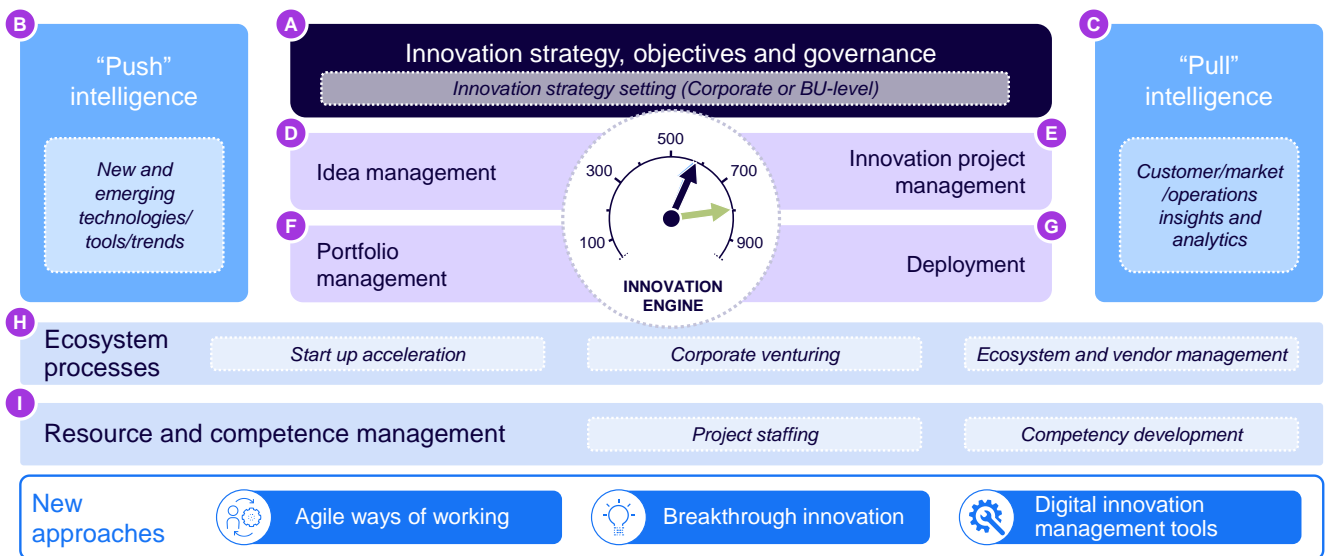 B
"Push"
intelligence
New and
emerging
technologies/
tools/trends
A
Innovation strategy, objectives and governance
Innovation strategy setting (Corporate or BU-level)
C
"Pull"
intelligence
Customer/market
/operations
insights and
analytics
D
Idea management
E
Innovation project
management
F
Portfolio
management
G
Deployment
100
300
500
700
900
INNOVATION
ENGINE
H
Ecosystem
processes
Start up acceleration
Corporate venturing
Ecosystem and vendor management
I
Resource and competence management
Project staffing
Competency development
New
approaches
Agile ways of working
Breakthrough innovation
Digital innovation
management tools